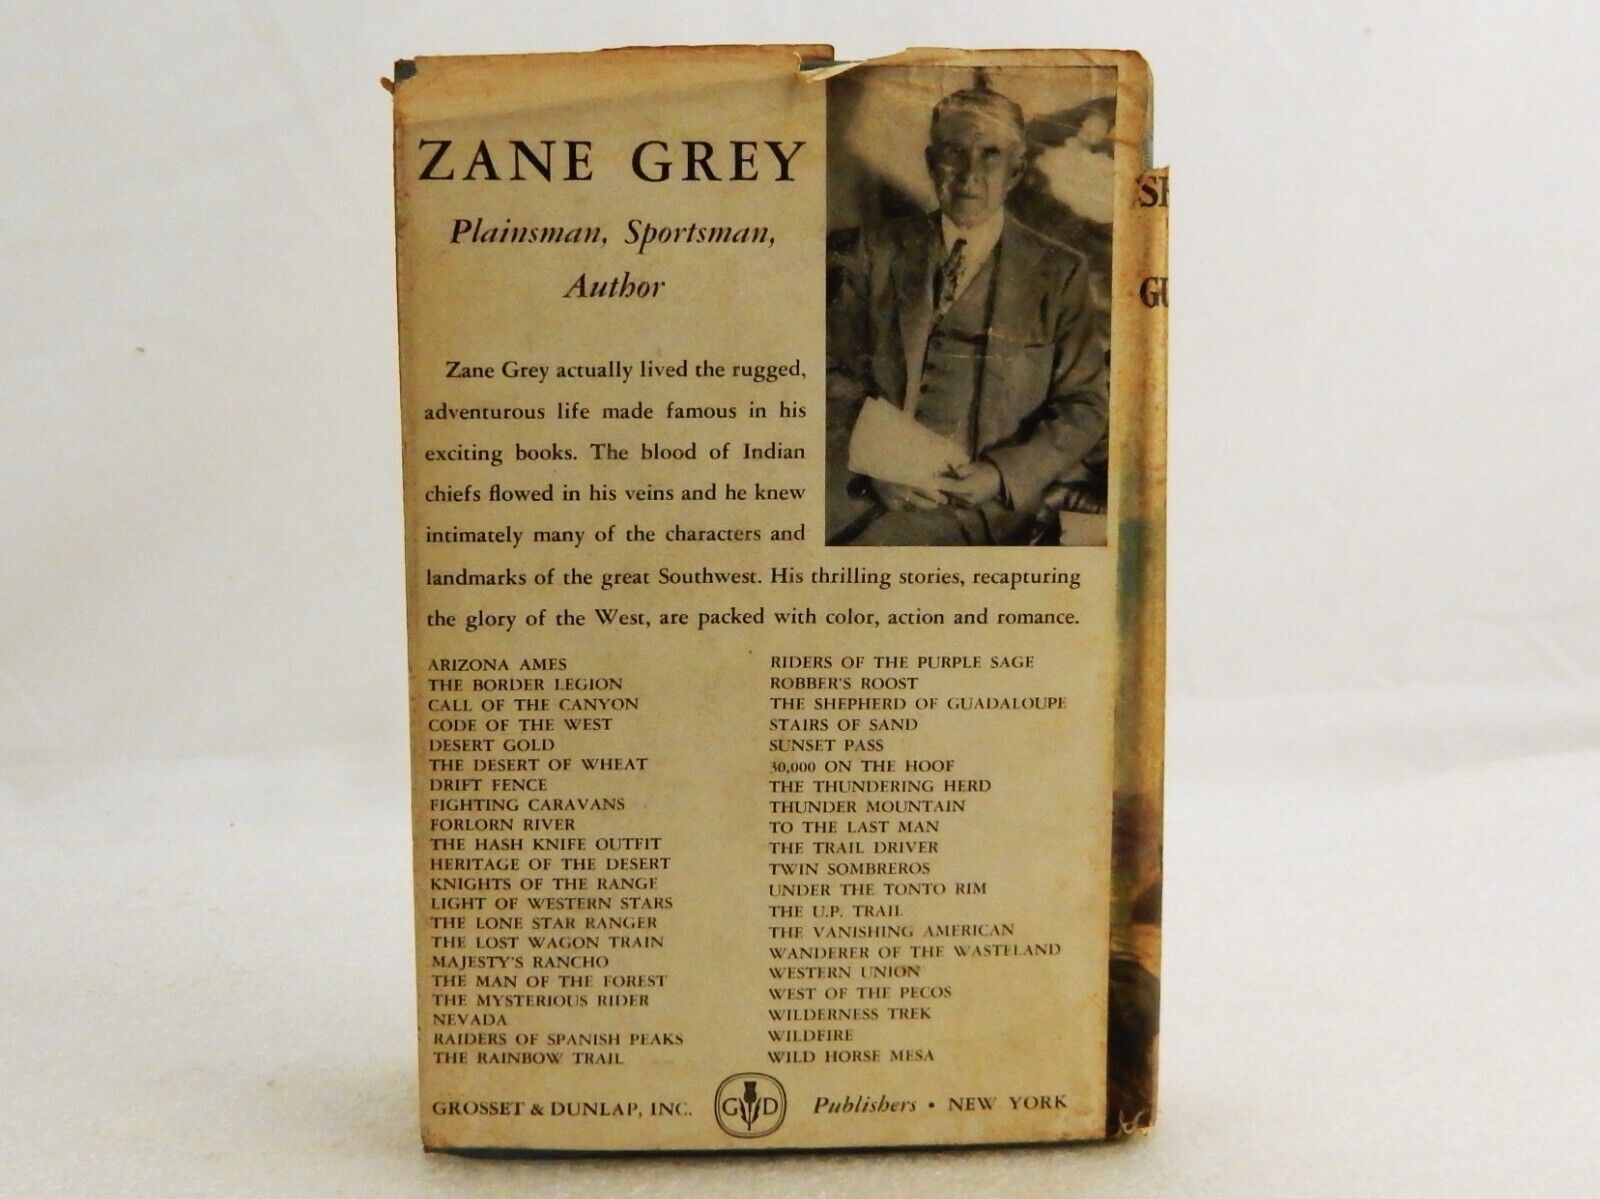 ZANE GREY
Plainsman, Sportsman,
Author
Zane Grey actually lived the rugged,
adventurous life made famous in his
exciting books. The blood of Indian
chiefs flowed in his veins and he knew
intimately many of the characters and
landmarks of the great Southwest. His thrilling stories, recapturing
the glory of the West, are packed with color, action and romance.
ARIZONA AMES
THE BORDER LEGION
CALL OF THE CANYON
CODE OF THE WEST
DESERT GOLD
THE DESERT OF WHEAT
DRIFT FENCE
FIGHTING CARAVANS
FORLORN RIVER
THE HASH KNIFE OUTFIT
HERITAGE OF THE DESERT
KNIGHTS OF THE RANGE
LIGHT OF WESTERN STARS
THE LONE STAR RANGER
THE LOST WAGON TRAIN
MAJESTY'S RANCHO
THE MAN OF THE FOREST
THE MYSTERIOUS RIDER
NEVADA
RAIDERS OF SPANISH PEAKS
THE RAINBOW TRAIL
RIDERS OF THE PURPLE SAGE
ROBBER'S ROOST
THE SHEPHERD OF GUADALOUPE
STAIRS OF SAND
SUNSET PASS
30,000 ON THE HOOF
THE THUNDERING HERD
THUNDER MOUNTAIN
TO THE LAST MAN
THE TRAIL DRIVER
TWIN SOMBREROS
UNDER THE TONTO RIM
THE U.P. TRAIL
THE VANISHING AMERICAN
WANDERER OF THE WASTELAND
WESTERN UNION
WEST OF THE PECOS
WILDERNESS TREK
WILDFIRE
WILD HORSE MESA
GROSSET & DUNLAP, INC. G D Publishers • NEW YORK